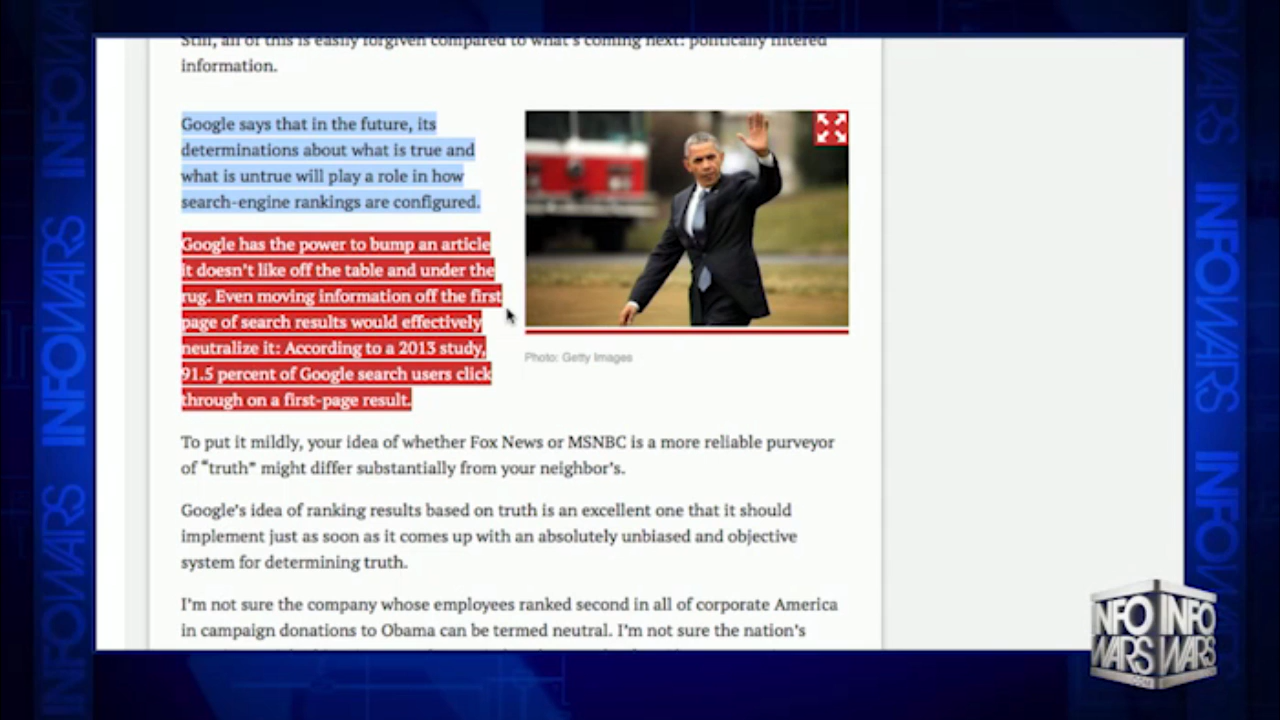 Still, all of this is easily forgiven compared to what's coming next: politically filtered
information.
Google says that in the future, its
determinations about what is true and
what is untrue will play a role in how
search-engine rankings are configured.
Google has the power to bump an article
it doesn't like off the table and under the
rug. Even moving information off the first
page of search results would effectively
neutralize it: According to a 2013 study,
91.5 percent of Google search users click
through on a first-page result.
Photo: Getty Images
To put it mildly, your idea of whether Fox News or MSNBC is a more reliable purveyor
of “truth” might differ substantially from your neighbor's.
Google's idea of ranking results based on truth is an excellent one that it should
implement just as soon as it comes up with an absolutely unbiased and objective
system for determining truth.
I'm not sure the company whose employees ranked second in all of corporate America
in campaign donations to Obama can be termed neutral. I'm not sure the nation's
INFOWARS
INFOWARS
INFOWARS
INFOWARS
INFOWARS
INFOWARS
INFO
WARS
.COM
INFO
WARS